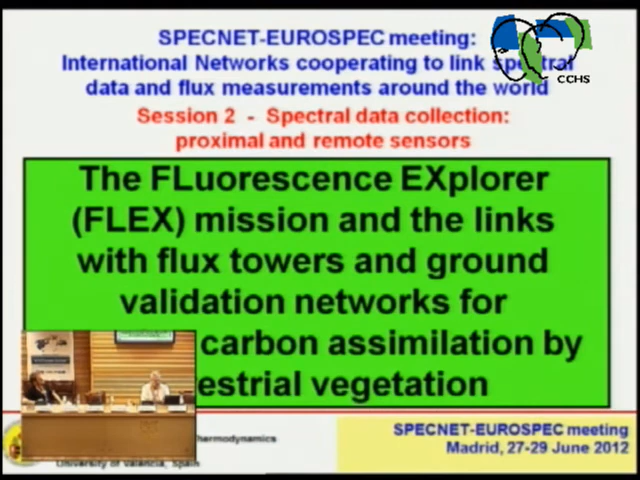 SPECNET-EUROSPEC meeting:
International Networks cooperating to link spectral
data and flux measurements around the world
CCHS
Session 2 - Spectral data collection:
proximal and remote sensors
The FLuorescence EXplorer
(FLEX) mission and the links
with flux towers and ground
validation networks for
carbon assimilation by
estrial vegetation
hermodynamics
University of Valencia, Spain
SPECNET-EUROSPEC meeting
Madrid, 27-29 June 2012